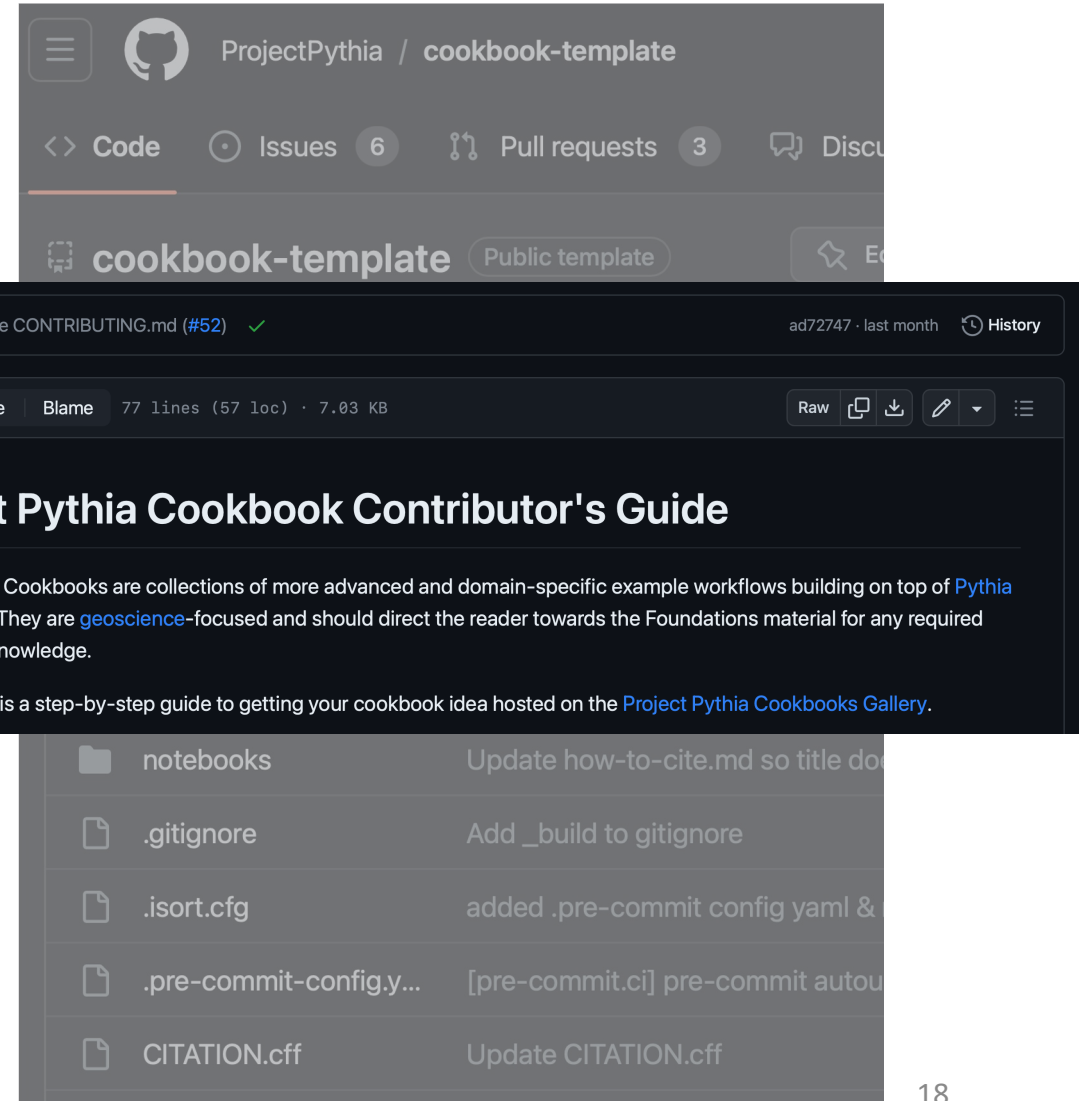 ProjectPythia / cookbook-template
Code Issues 6 Pull requests 3 Discu
cookbook-template Public template Ed
e CONTRIBUTING.md (#52) ad72747 · last month History
e Blame 77 lines (57 loc) · 7.03 KB Raw
t Pythia Cookbook Contributor's Guide
Cookbooks are collections of more advanced and domain-specific example workflows building on top of Pythia
They are geoscience-focused and should direct the reader towards the Foundations material for any required
nowledge.
is a step-by-step guide to getting your cookbook idea hosted on the Project Pythia Cookbooks Gallery.
notebooks Update how-to-cite.md so title doe
.gitignore Add _build to gitignore
.isort.cfg added .pre-commit config yaml &
.pre-commit-config.y... [pre-commit.ci] pre-commit autou
CITATION.cff Update CITATION.cff
18